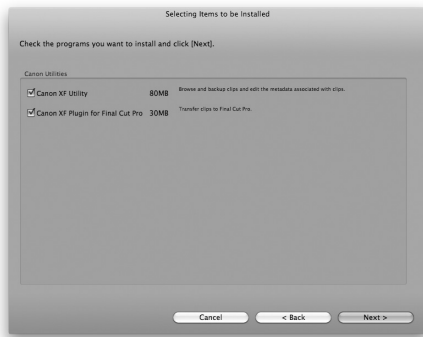 Selecting Items to be Installed
Check the programs you want to install and click [Next].
Canon Utilities
Canon XF Utility 80MB Browse and backup clips and edit the metadata associated with clips.
Canon XF Plugin for Final Cut Pro 30MB Transfer clips to Final Cut Pro.
Cancel < Back Next >